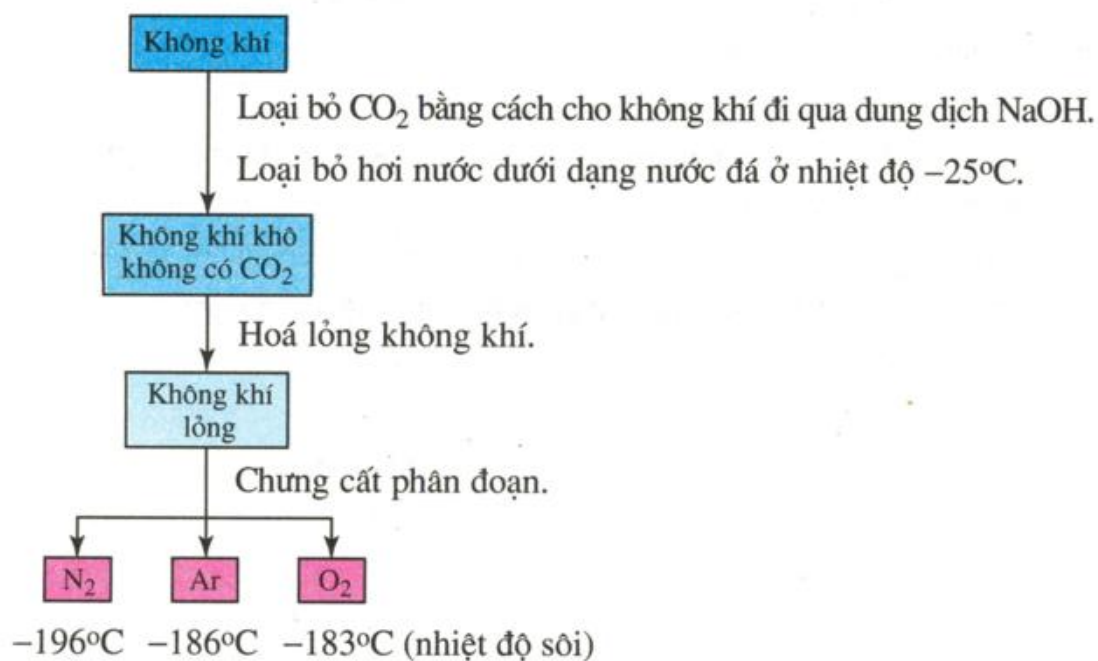 Không khí
Loại bỏ CO₂ bằng cách cho không khí đi qua dung dịch NaOH.
Loại bỏ hơi nước dưới dạng nước đá ở nhiệt độ –25°C.
Không khí khô
không có CO₂
Hoá lỏng không khí.
Không khí
lỏng
Chưng cất phân đoạn.
N₂ Ar O₂
–196°C –186°C –183°C (nhiệt độ sôi)